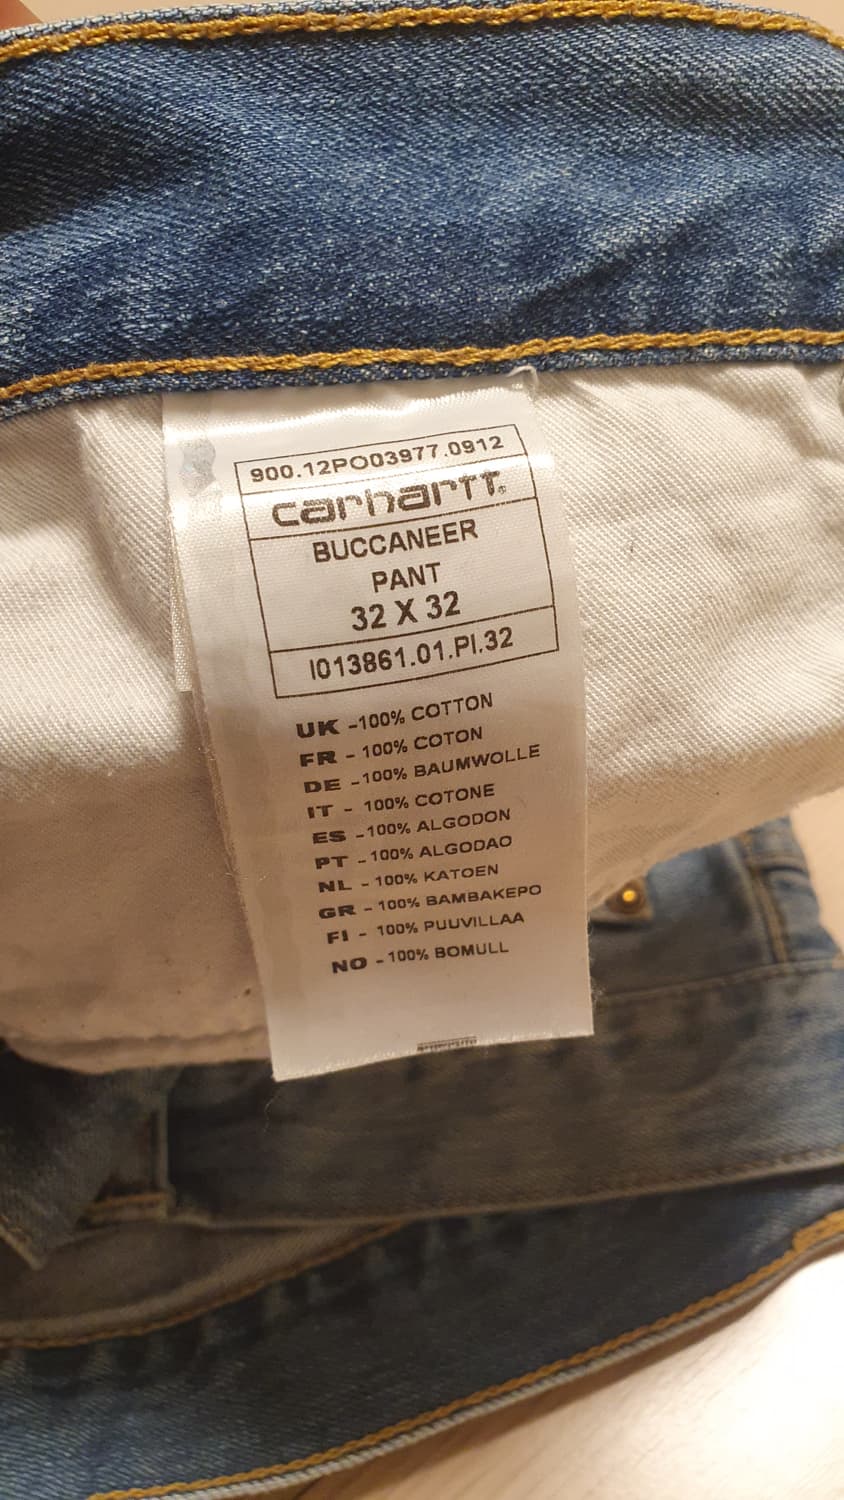 900.12PO03977.0912
carhartt®
BUCCANEER
PANT
32 X 32
I013861.01.PI.32
UK -100% COTTON
FR - 100% COTON
DE -100% BAUMWOLLE
IT - 100% COTONE
ES -100% ALGODON
PT -100% ALGODAO
NL - 100% KATOEN
GR - 100% BAMBAKEPO
FI - 100% PUUVILLAA
NO -100% BOMULL